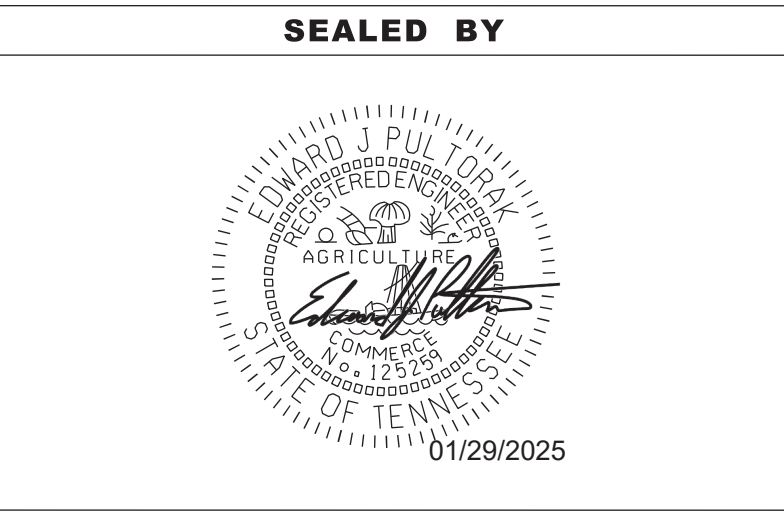 SEALED BY
EDWARD J PULTORAK
REGISTERED ENGINEER
AGRICULTURE
COMMERCE
No. 125259
STATE OF TENNESSEE
01/29/2025